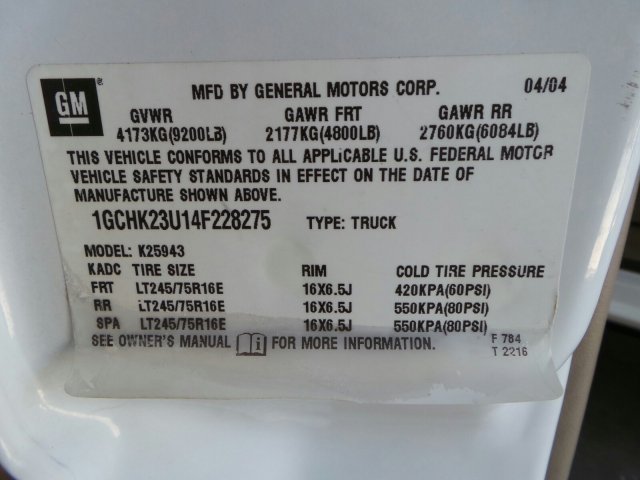 GM ®
MFD BY GENERAL MOTORS CORP. 04/04
GVWR GAWR FRT GAWR RR
4173KG(9200LB) 2177KG(4800LB) 2760KG(6084LB)
THIS VEHICLE CONFORMS TO ALL APPLICABLE U.S. FEDERAL MOTOR
VEHICLE SAFETY STANDARDS IN EFFECT ON THE DATE OF
MANUFACTURE SHOWN ABOVE.
1GCHK23U14F228275 TYPE: TRUCK
MODEL: K25943
KADC TIRE SIZE RIM COLD TIRE PRESSURE
FRT LT245/75R16E 16X6.5J 420KPA(60PSI)
RR LT245/75R16E 16X6.5J 550KPA(80PSI)
SPA LT245/75R16E 16X6.5J 550KPA(80PSI)
SEE OWNER'S MANUAL FOR MORE INFORMATION. F 784
T 2216